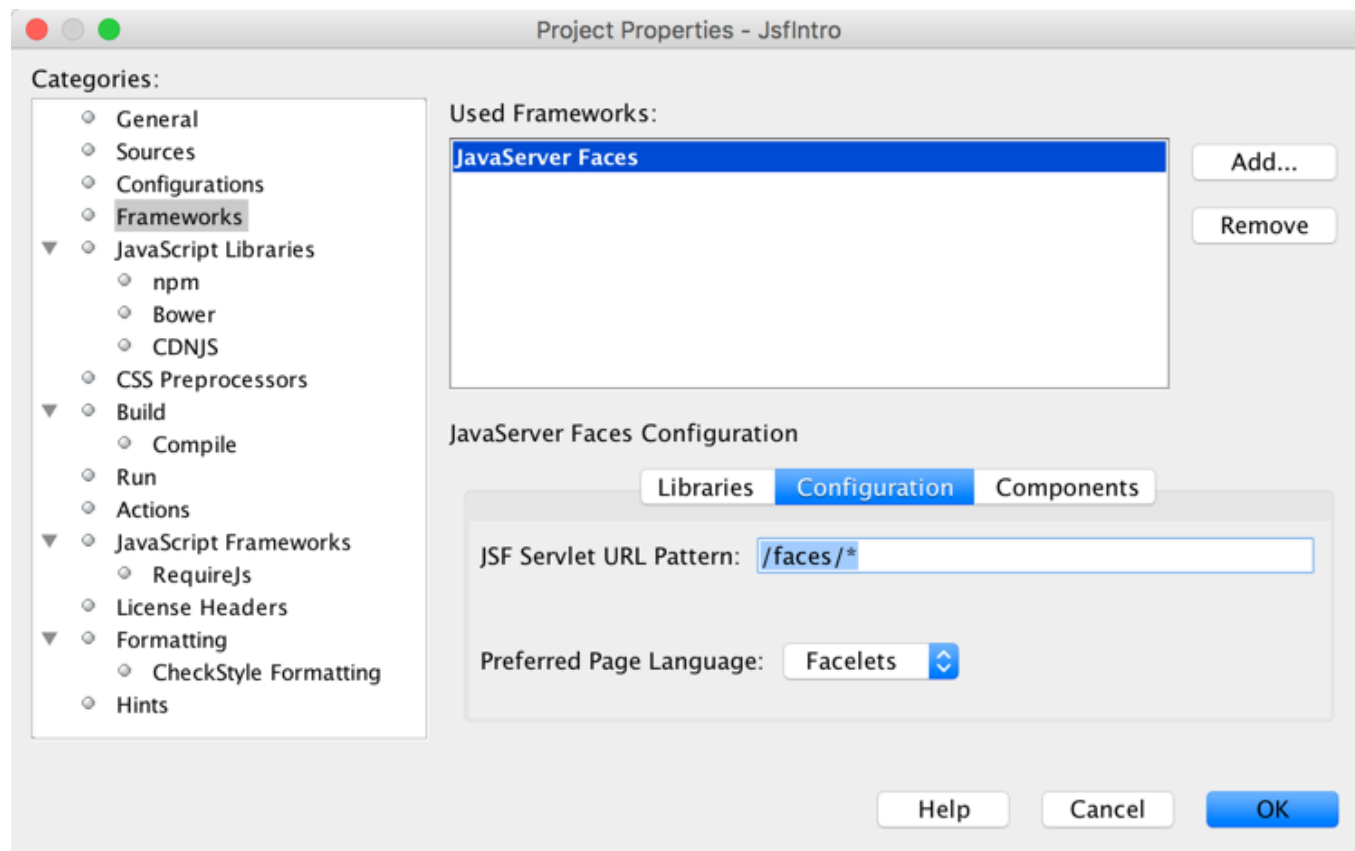 Project Properties - JsfIntro
Categories:
General
Sources
Configurations
Frameworks
JavaScript Libraries
npm
Bower
CDNJS
CSS Preprocessors
Build
Compile
Run
Actions
JavaScript Frameworks
RequireJs
License Headers
Formatting
CheckStyle Formatting
Hints
Used Frameworks:
JavaServer Faces
Add...
Remove
JavaServer Faces Configuration
Libraries Configuration Components
JSF Servlet URL Pattern: /faces/*
Preferred Page Language: Facelets
Help Cancel OK